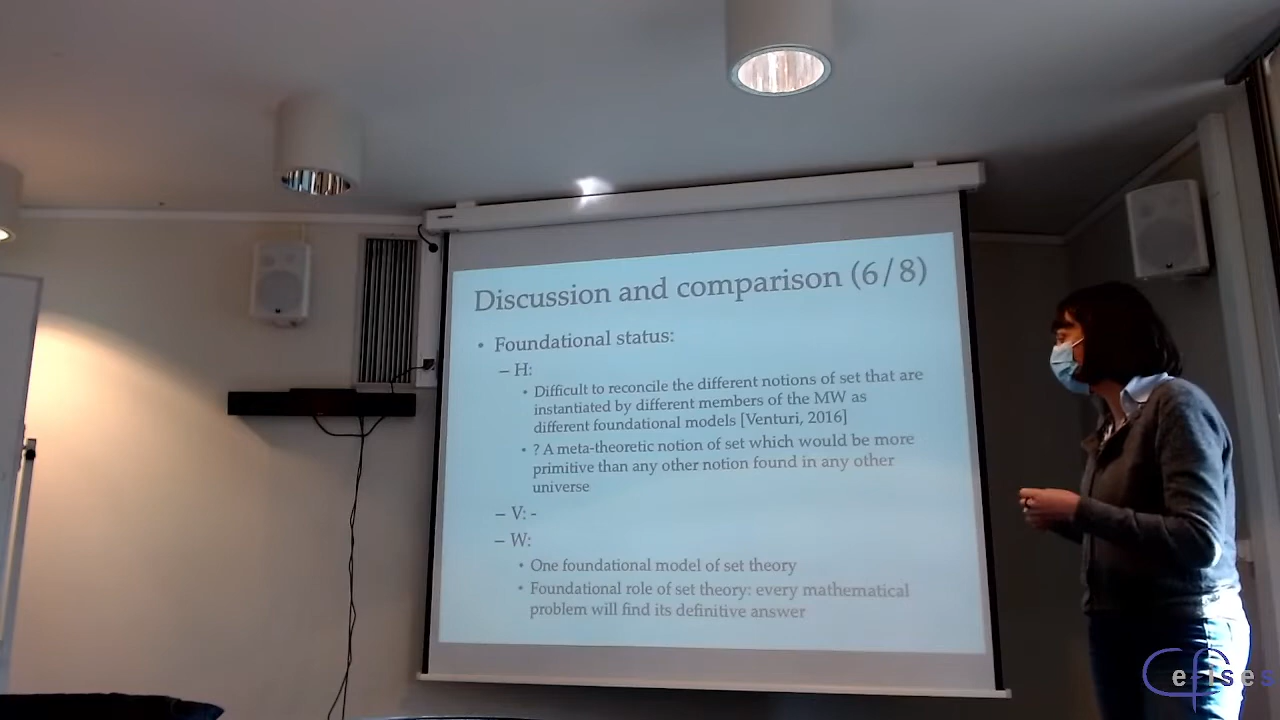 Discussion and comparison (6/8)
• Foundational status:
– H:
• Difficult to reconcile the different notions of set that are
instantiated by different members of the MW as
different foundational models [Venturi, 2016]
• ? A meta-theoretic notion of set which would be more
primitive than any other notion found in any other
universe
– V: -
– W:
• One foundational model of set theory
• Foundational role of set theory: every mathematical
problem will find its definitive answer